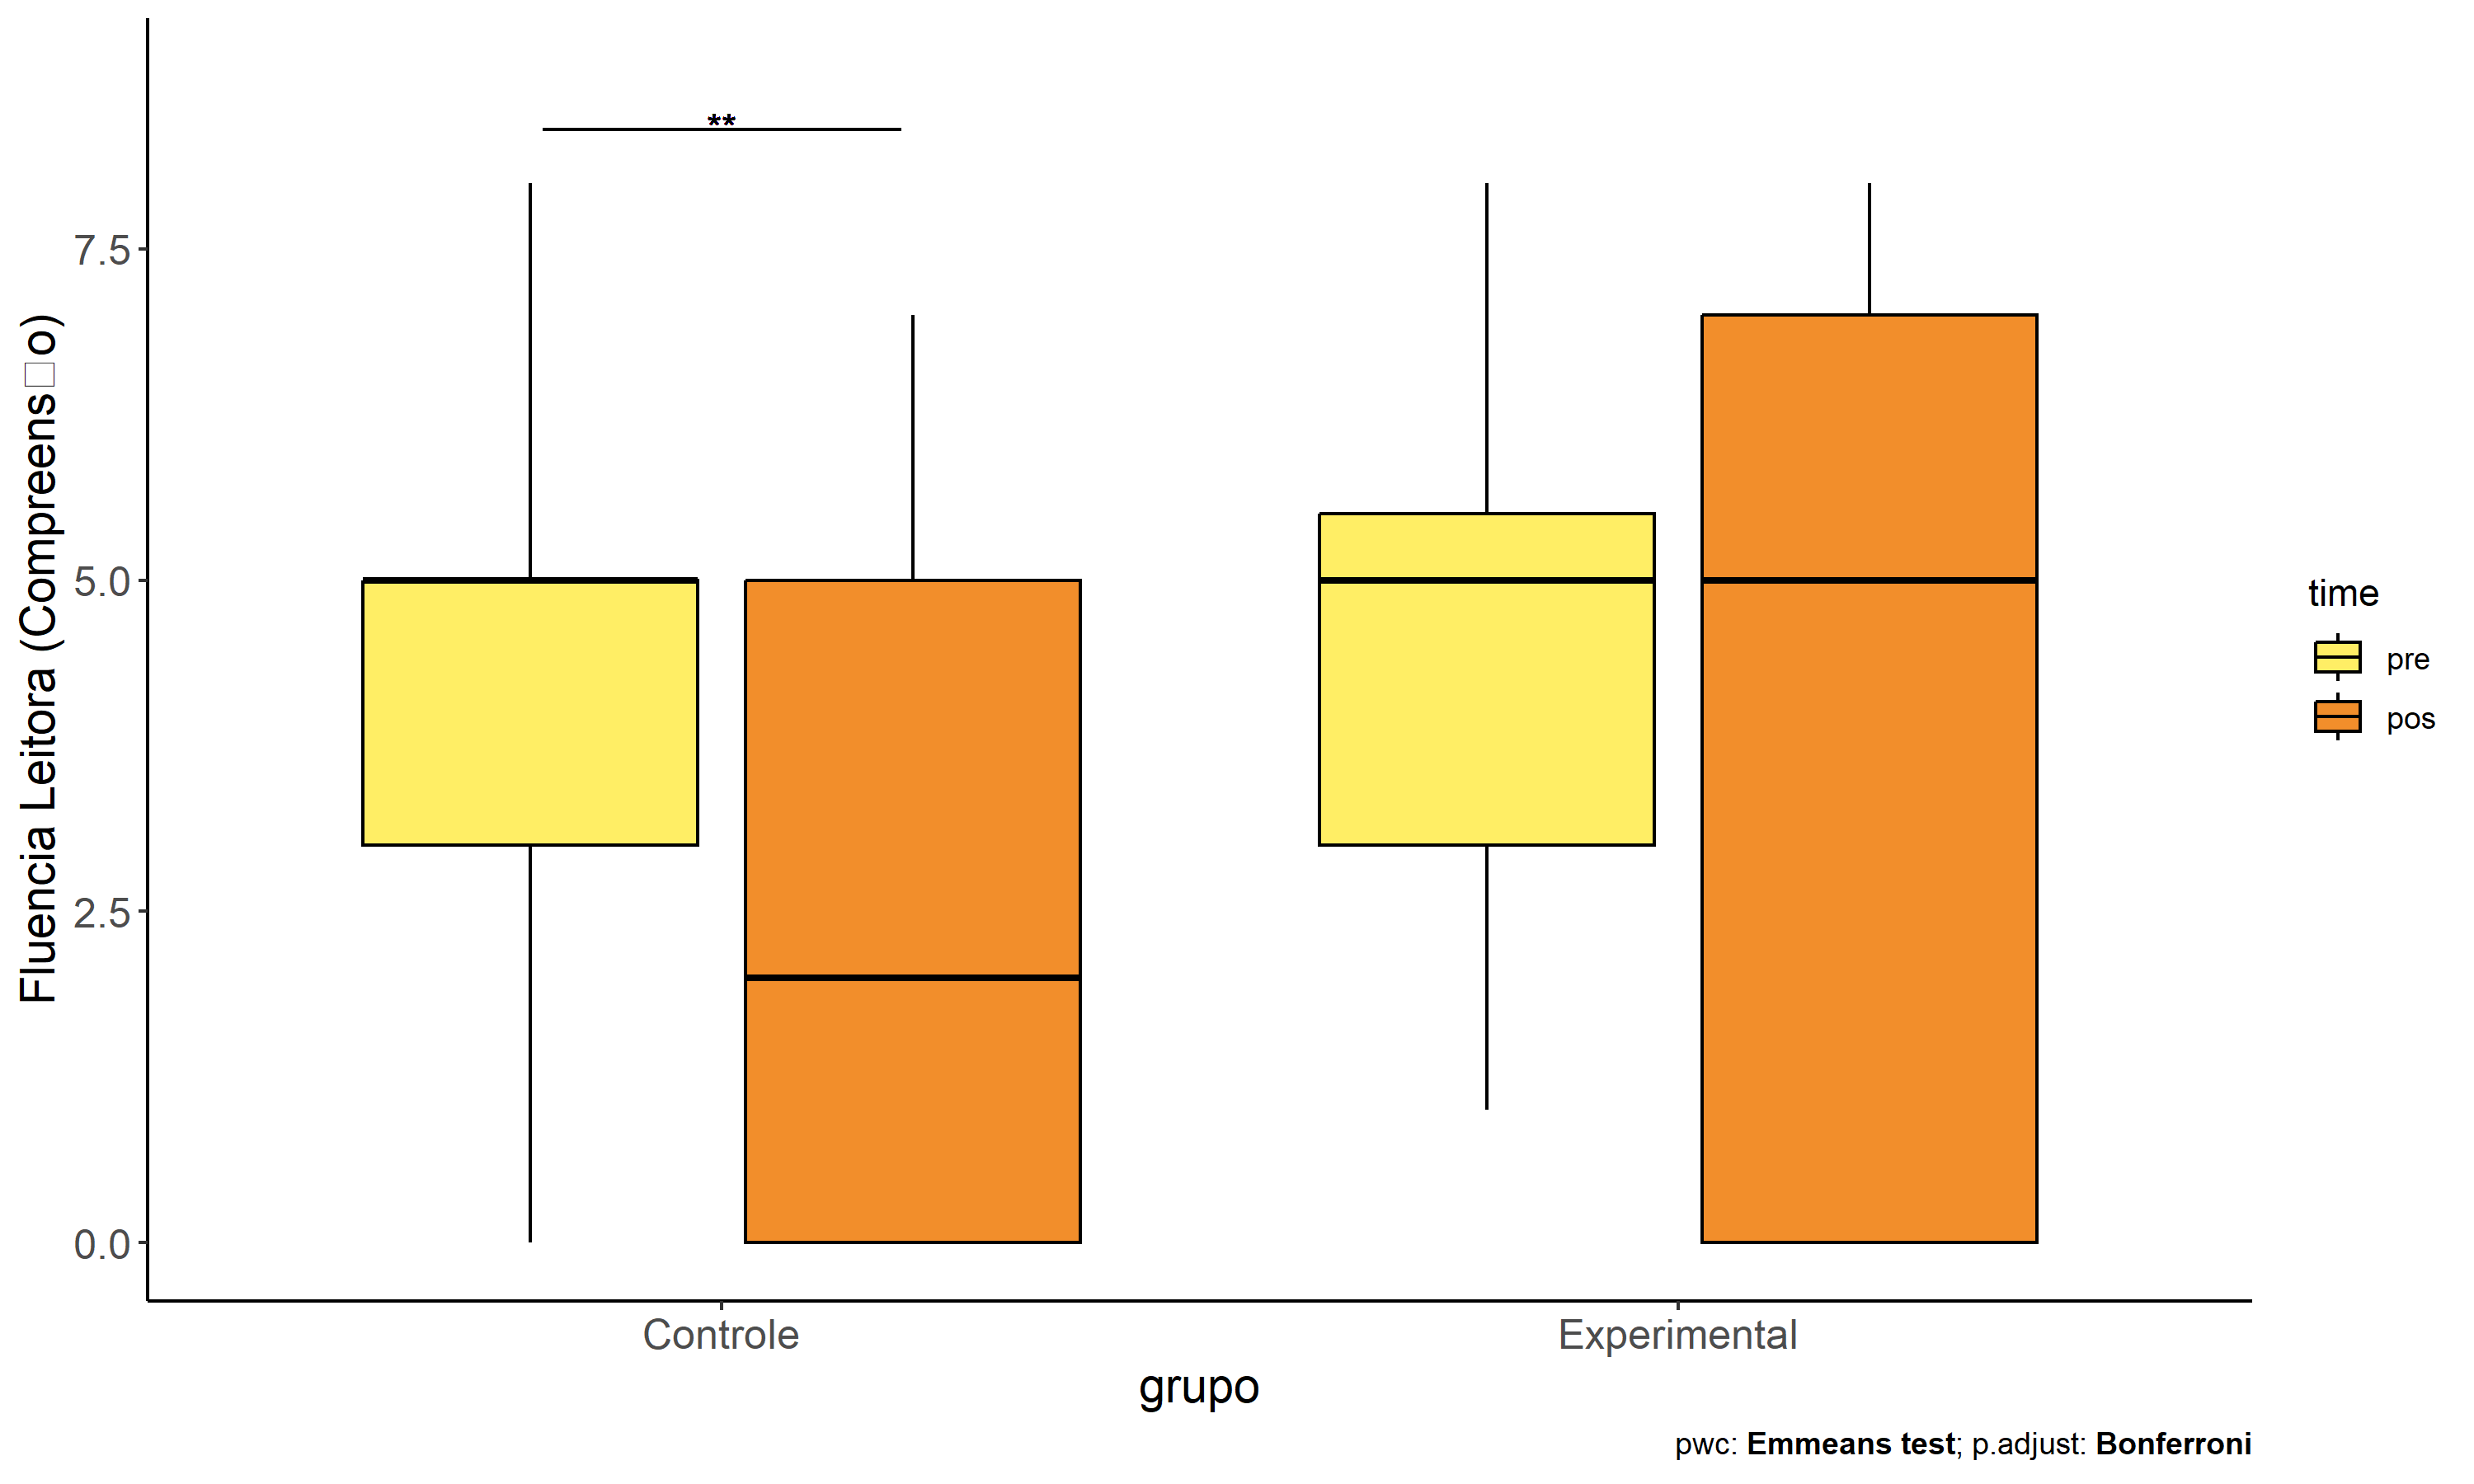 Fluencia Leitora (Compreens□o)
7.5
5.0
2.5
0.0
**
Controle
Experimental
grupo
time
pre
pos
pwc: Emmeans test; p.adjust: Bonferroni